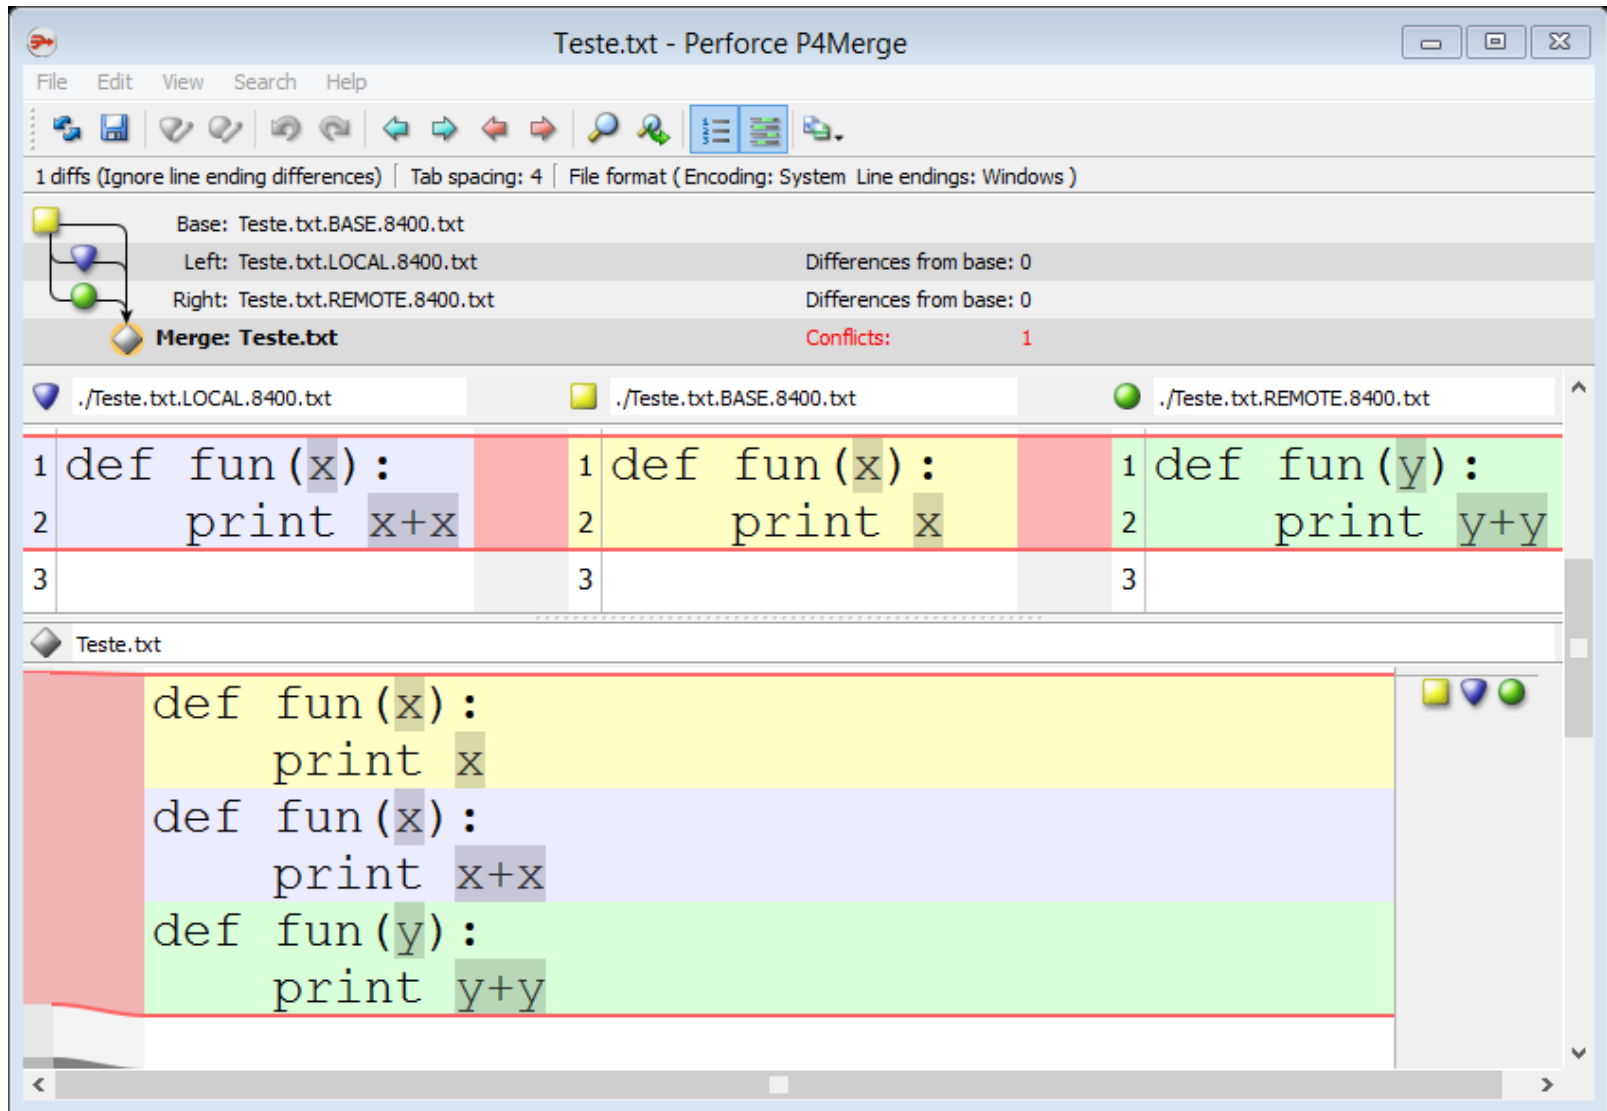 Teste.txt - Perforce P4Merge
File Edit View Search Help
1 diffs (Ignore line ending differences) Tab spacing: 4 File format ( Encoding: System Line endings: Windows )
Base: Teste.txt.BASE.8400.txt
Left: Teste.txt.LOCAL.8400.txt Differences from base: 0
Right: Teste.txt.REMOTE.8400.txt Differences from base: 0
Merge: Teste.txt Conflicts: 1
./Teste.txt.LOCAL.8400.txt ./Teste.txt.BASE.8400.txt ./Teste.txt.REMOTE.8400.txt
1 def fun(x): 1 def fun(x): 1 def fun(y):
2 print x+x 2 print x 2 print y+y
3 3 3
Teste.txt
def fun(x):
print x
def fun(x):
print x+x
def fun(y):
print y+y